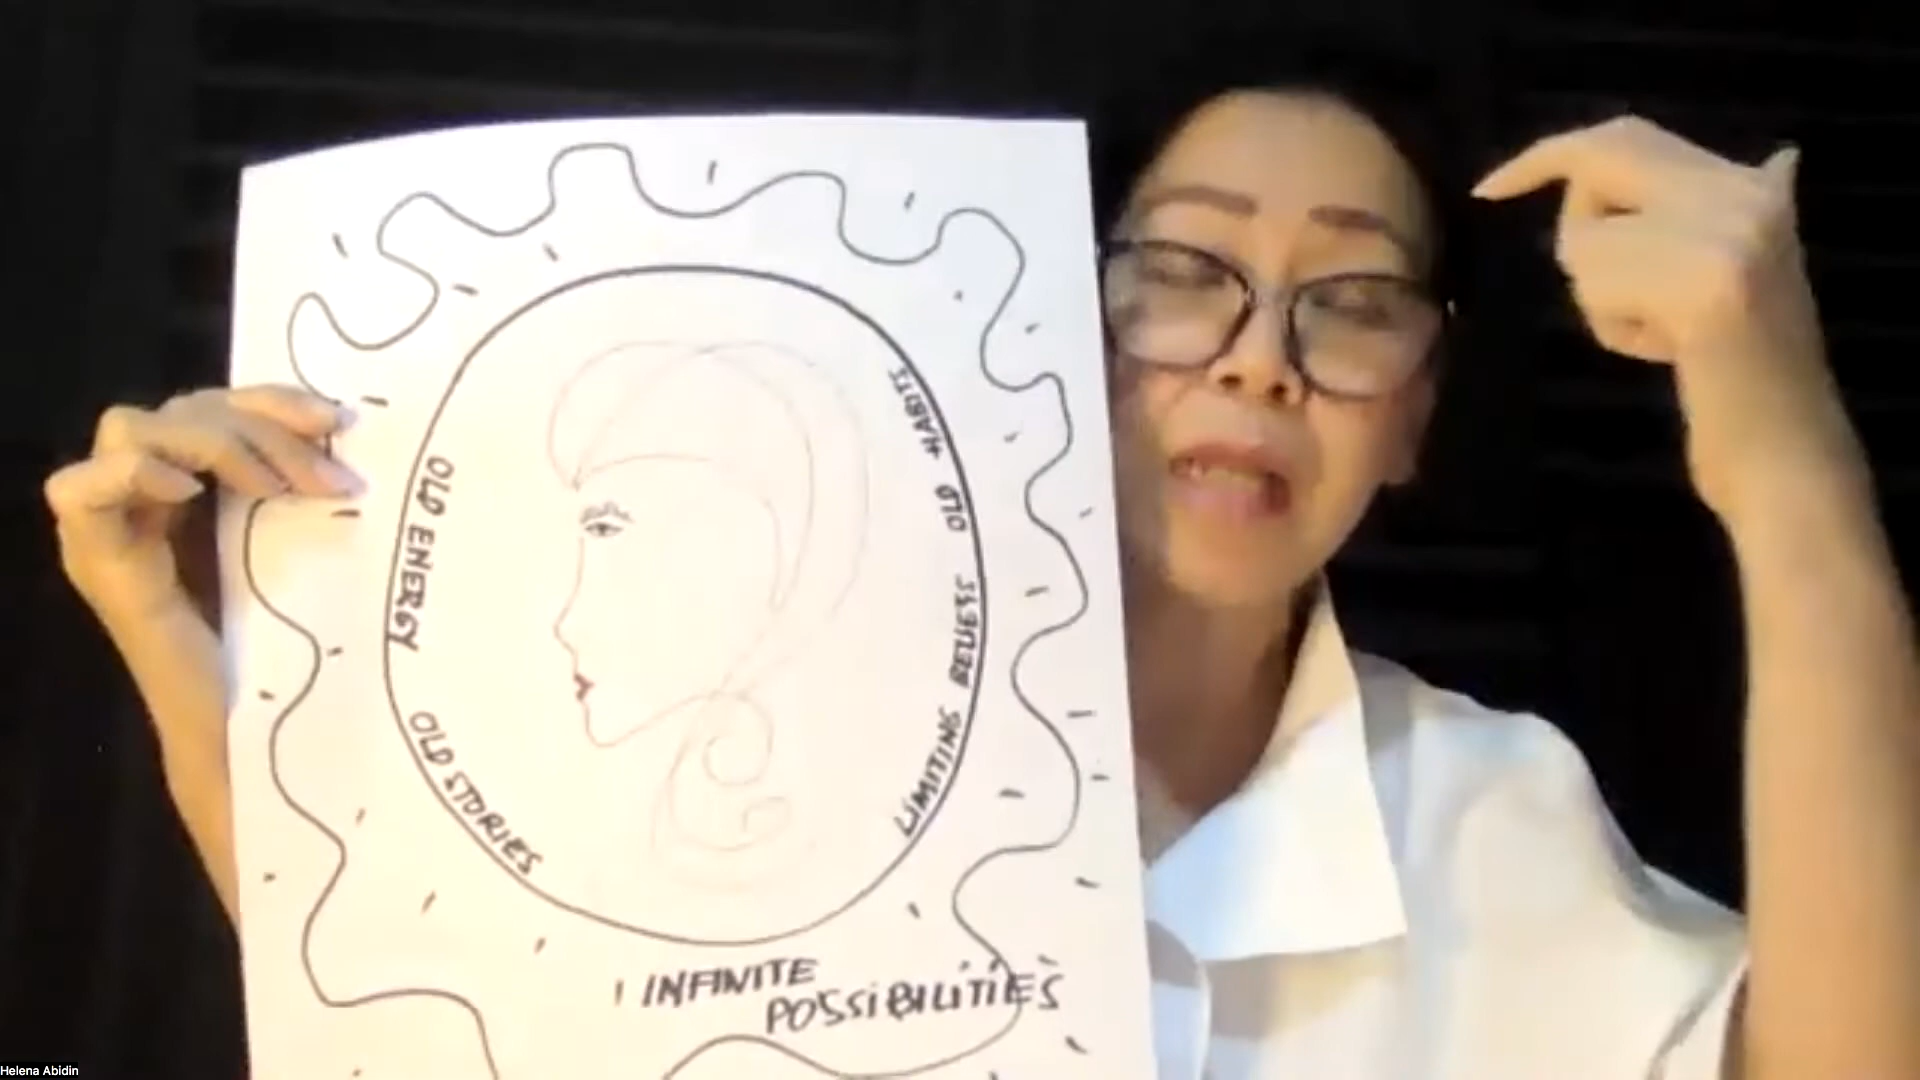 OLD ENERGY
OLD STORIES
LIMITING BELIEFS
OLD HABITS
INFINITE
POSSIBILITIES
Helena Abidin